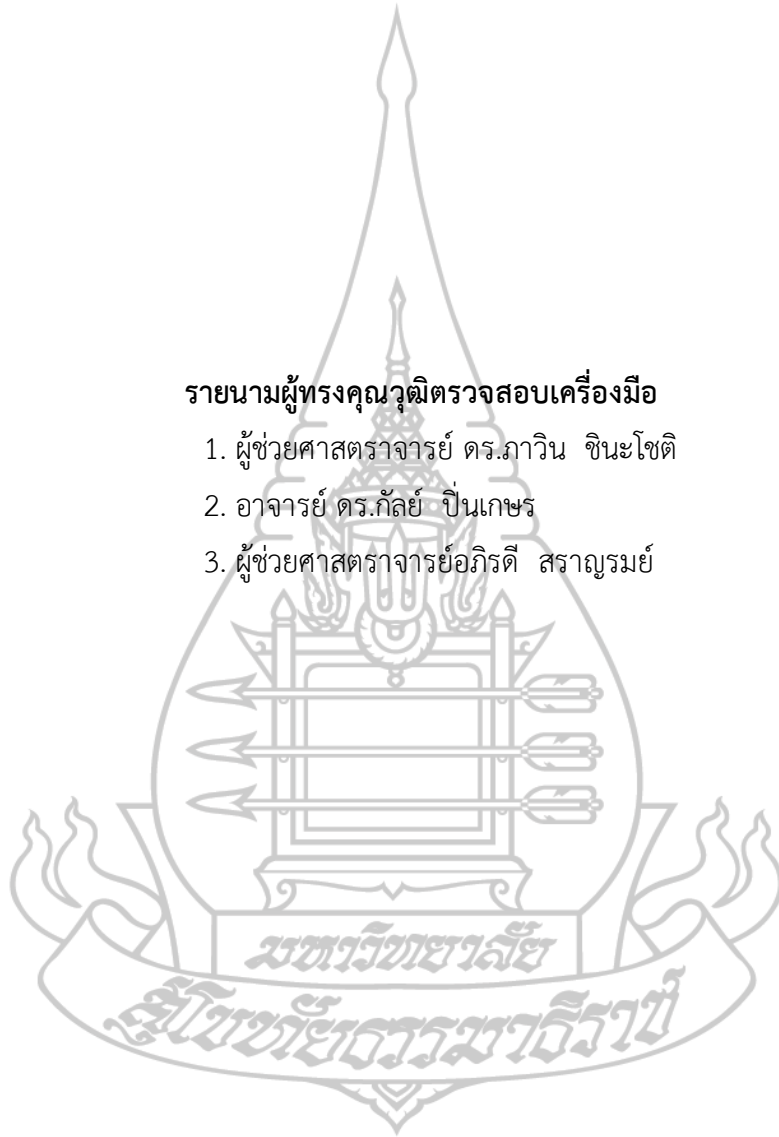 รายนามผู้ทรงคุณวุฒิตรวจสอบเครื่องมือ
1. ผู้ช่วยศาสตราจารย์ ดร.ภาวิน ชินะโชติ
2. อาจารย์ ดร.กัลย์ ปิ่นเกษร
3. ผู้ช่วยศาสตราจารย์อภิรดี สราญรมย์
มหาวิทยาลัย
สุโขทัยธรรมาธิราช